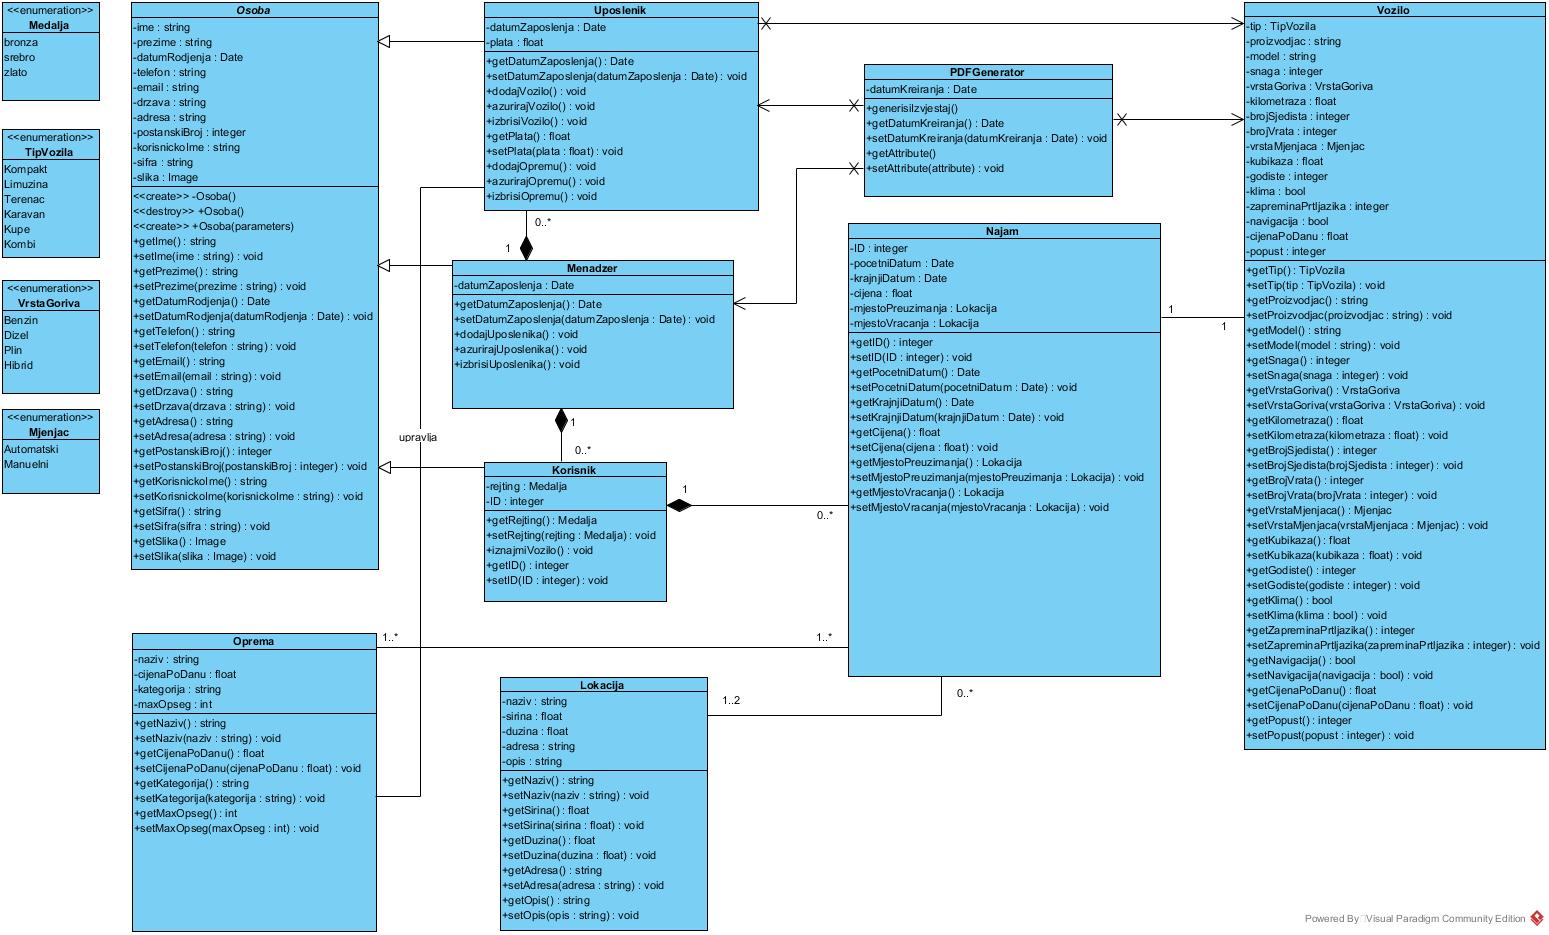 <<enumeration>>
Medalja
bronza
srebro
zlato
<<enumeration>>
TipVozila
Kompakt
Limuzina
Terenac
Karavan
Kupe
Kombi
<<enumeration>>
VrstaGoriva
Benzin
Dizel
Plin
Hibrid
<<enumeration>>
Mjenjac
Automatski
Manuelni
Osoba
-ime : string
-prezime : string
-datumRodjenja : Date
-telefon : string
-email : string
-drzava : string
-adresa : string
-postanskiBroj : integer
-korisnickoIme : string
-sifra : string
-slika : Image
<<create>> -Osoba()
<<destroy>> +Osoba()
<<create>> +Osoba(parameters)
+getIme() : string
+setIme(ime : string) : void
+getPrezime() : string
+setPrezime(prezime : string) : void
+getDatumRodjenja() : Date
+setDatumRodjenja(datumRodjenja : Date) : void
+getTelefon() : string
+setTelefon(telefon : string) : void
+getEmail() : string
+setEmail(email : string) : void
+getDrzava() : string
+setDrzava(drzava : string) : void
+getAdresa() : string
+setAdresa(adresa : string) : void
+getPostanskiBroj() : integer
+setPostanskiBroj(postanskiBroj : integer) : void
+getKorisnickoIme() : string
+setKorisnickoIme(korisnickoIme : string) : void
+getSifra() : string
+setSifra(sifra : string) : void
+getSlika() : Image
+setSlika(slika : Image) : void
Uposlenik
-datumZaposlenja : Date
-plata : float
+getDatumZaposlenja() : Date
+setDatumZaposlenja(datumZaposlenja : Date) : void
+dodajVozilo() : void
+azurirajVozilo() : void
+izbrisiVozilo() : void
+getPlata() : float
+setPlata(plata : float) : void
+dodajOpremu() : void
+azurirajOpremu() : void
+izbrisiOpremu() : void
0..*
1
Menadzer
-datumZaposlenja : Date
+getDatumZaposlenja() : Date
+setDatumZaposlenja(datumZaposlenja : Date) : void
+dodajUposlenika() : void
+azurirajUposlenika() : void
+izbrisiUposlenika() : void
1
upravlja
0..*
Korisnik
-rejting : Medalja
-ID : integer
+getRejting() : Medalja
+setRejting(rejting : Medalja) : void
+iznajmiVozilo() : void
+getID() : integer
+setID(ID : integer) : void
1
0..*
PDFGenerator
-datumKreiranja : Date
+generisiIzvjestaj()
+getDatumKreiranja() : Date
+setDatumKreiranja(datumKreiranja : Date) : void
+getAttribute()
+setAttribute(attribute) : void
Najam
-ID : integer
-pocetniDatum : Date
-krajnjiDatum : Date
-cijena : float
-mjestoPreuzimanja : Lokacija
-mjestoVracanja : Lokacija
+getID() : integer
+setID(ID : integer) : void
+getPocetniDatum() : Date
+setPocetniDatum(pocetniDatum : Date) : void
+getKrajnjiDatum() : Date
+setKrajnjiDatum(krajnjiDatum : Date) : void
+getCijena() : float
+setCijena(cijena : float) : void
+getMjestoPreuzimanja() : Lokacija
+setMjestoPreuzimanja(mjestoPreuzimanja : Lokacija) : void
+getMjestoVracanja() : Lokacija
+setMjestoVracanja(mjestoVracanja : Lokacija) : void
1
1
Vozilo
-tip : TipVozila
-proizvodjac : string
-model : string
-snaga : integer
-vrstaGoriva : VrstaGoriva
-kilometraza : float
-brojSjedista : integer
-brojVrata : integer
-vrstaMjenjaca : Mjenjac
-kubikaza : float
-godiste : integer
-klima : bool
-zapreminaPrtljazika : integer
-navigacija : bool
-cijenaPoDanu : float
-popust : integer
+getTip() : TipVozila
+setTip(tip : TipVozila) : void
+getProizvodjac() : string
+setProizvodjac(proizvodjac : string) : void
+getModel() : string
+setModel(model : string) : void
+getSnaga() : integer
+setSnaga(snaga : integer) : void
+getVrstaGoriva() : VrstaGoriva
+setVrstaGoriva(vrstaGoriva : VrstaGoriva) : void
+getKilometraza() : float
+setKilometraza(kilometraza : float) : void
+getBrojSjedista() : integer
+setBrojSjedista(brojSjedista : integer) : void
+getBrojVrata() : integer
+setBrojVrata(brojVrata : integer) : void
+getVrstaMjenjaca() : Mjenjac
+setVrstaMjenjaca(vrstaMjenjaca : Mjenjac) : void
+getKubikaza() : float
+setKubikaza(kubikaza : float) : void
+getGodiste() : integer
+setGodiste(godiste : integer) : void
+getKlima() : bool
+setKlima(klima : bool) : void
+getZapreminaPrtljazika() : integer
+setZapreminaPrtljazika(zapreminaPrtljazika : integer) : void
+getNavigacija() : bool
+setNavigacija(navigacija : bool) : void
+getCijenaPoDanu() : float
+setCijenaPoDanu(cijenaPoDanu : float) : void
+getPopust() : integer
+setPopust(popust : integer) : void
Oprema
-naziv : string
-cijenaPoDanu : float
-kategorija : string
-maxOpseg : int
+getNaziv() : string
+setNaziv(naziv : string) : void
+getCijenaPoDanu() : float
+setCijenaPoDanu(cijenaPoDanu : float) : void
+getKategorija() : string
+setKategorija(kategorija : string) : void
+getMaxOpseg() : int
+setMaxOpseg(maxOpseg : int) : void
1..*
1..*
Lokacija
-naziv : string
-sirina : float
-duzina : float
-adresa : string
-opis : string
+getNaziv() : string
+setNaziv(naziv : string) : void
+getSirina() : float
+setSirina(sirina : float) : void
+getDuzina() : float
+setDuzina(duzina : float) : void
+getAdresa() : string
+setAdresa(adresa : string) : void
+getOpis() : string
+setOpis(opis : string) : void
1..2
0..*
Powered By Visual Paradigm Community Edition